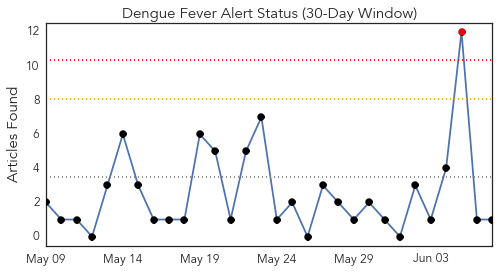 Dengue Fever Alert Status (30-Day Window)
Articles Found
12
10
8
6
4
2
0
May 09 May 14 May 19 May 24 May 29 Jun 03